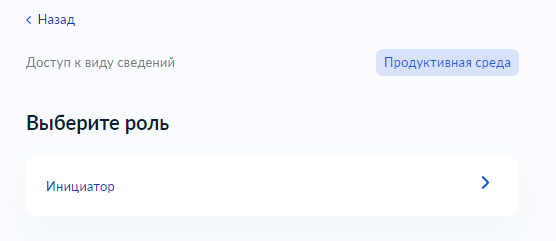 Назад
Доступ к виду сведений
Продуктивная среда
Выберите роль
Инициатор